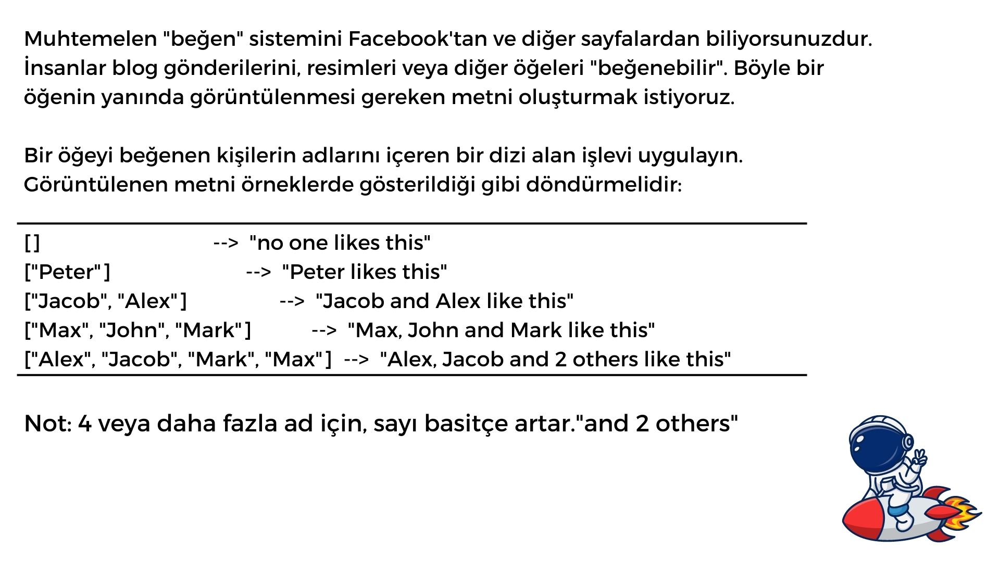 Muhtemelen "beğen" sistemini Facebook'tan ve diğer sayfalardan biliyorsunuzdur.
İnsanlar blog gönderilerini, resimleri veya diğer öğeleri "beğenebilir". Böyle bir
öğenin yanında görüntülenmesi gereken metni oluşturmak istiyoruz.
Bir öğeyi beğenen kişilerin adlarını içeren bir dizi alan işlevi uygulayın.
Görüntülenen metni örneklerde gösterildiği gibi döndürmelidir:
[] --> "no one likes this"
["Peter"] --> "Peter likes this"
["Jacob", "Alex"] --> "Jacob and Alex like this"
["Max", "John", "Mark"] --> "Max, John and Mark like this"
["Alex", "Jacob", "Mark", "Max"] --> "Alex, Jacob and 2 others like this"
Not: 4 veya daha fazla ad için, sayı basitçe artar."and 2 others"